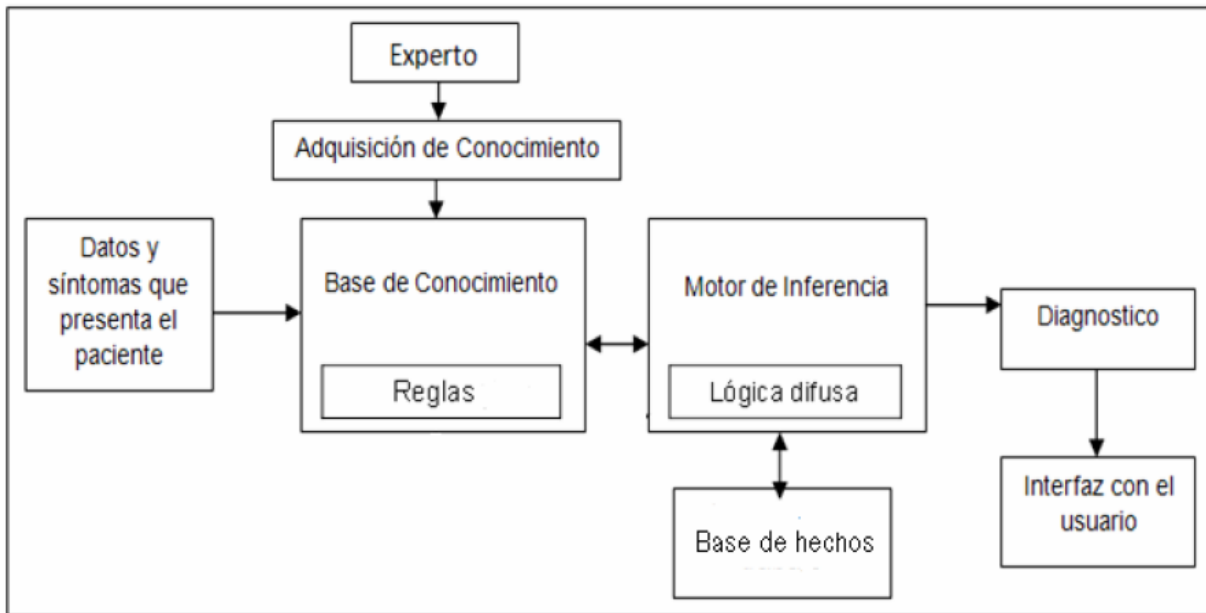 Experto
Adquisición de Conocimiento
Datos y
síntomas que
presenta el
paciente
Base de Conocimiento
Reglas
Motor de Inferencia
Lógica difusa
Diagnostico
Base de hechos
Interfaz con el
usuario